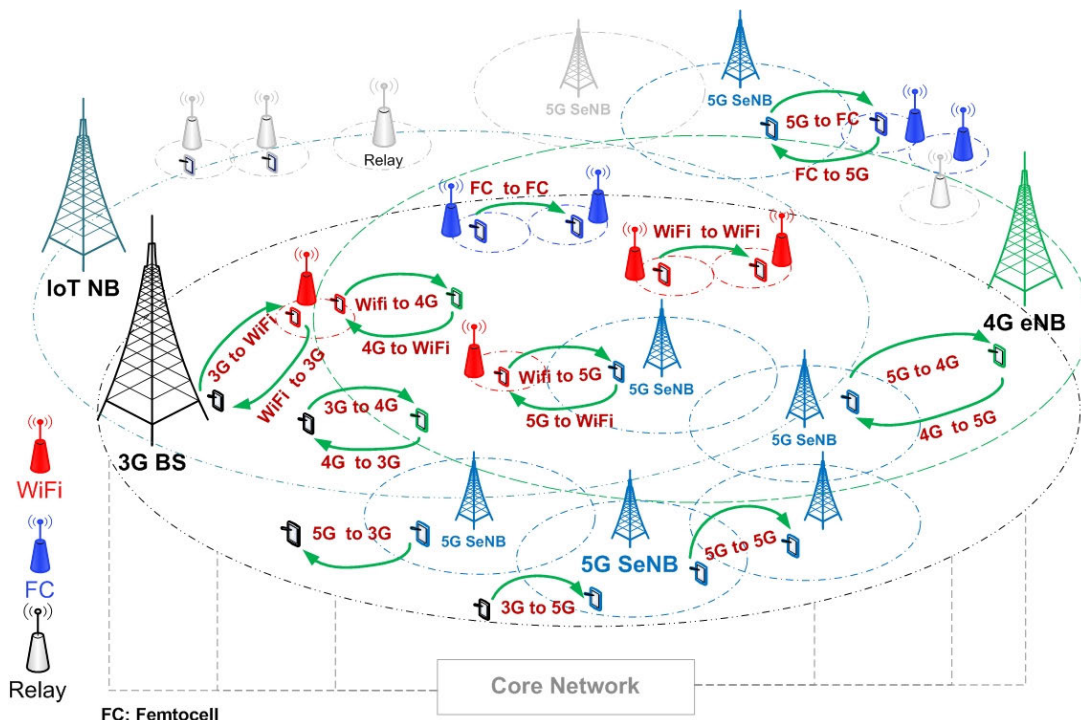 5G SeNB
5G SeNB
5G to FC
Relay
FC to 5G
FC to FC
WiFi to WiFi
IoT NB
4G eNB
Wifi to 4G
3G to WiFi
4G to WiFi
WiFi to 3G
Wifi to 5G
5G SeNB
5G to 4G
3G to 4G
5G to WiFi
4G to 5G
5G SeNB
3G BS
4G to 3G
WiFi
5G to 3G
5G SeNB
5G SeNB
5G to 5G
FC
3G to 5G
Relay
Core Network
FC: Femtocell